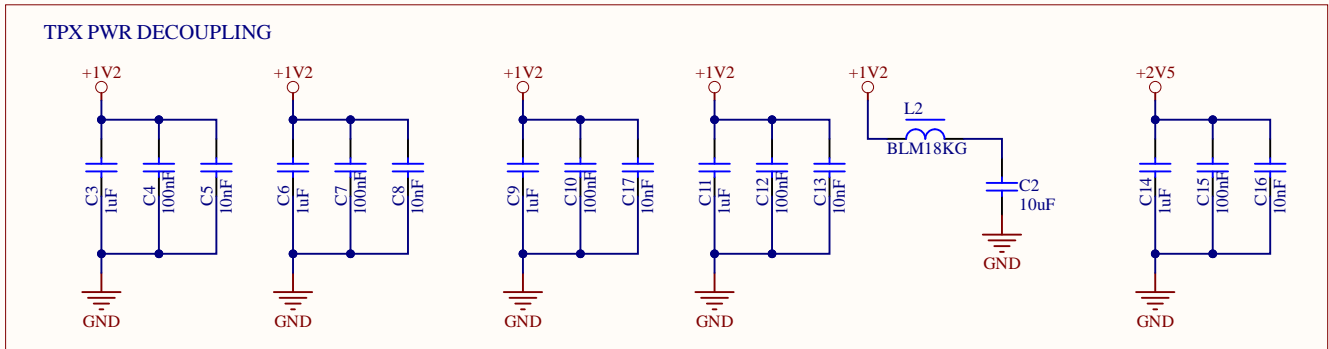 TPX PWR DECOUPLING
+1V2
+1V2
+1V2
+1V2
+1V2
+2V5
L2
BLM18KG
C3
1uF
C4
100nF
C5
10nF
C6
1uF
C7
100nF
C8
10nF
C9
1uF
C10
100nF
C17
10nF
C11
1uF
C12
100nF
C13
10nF
C2
10uF
C14
1uF
C15
100nF
C16
10nF
GND
GND
GND
GND
GND
GND